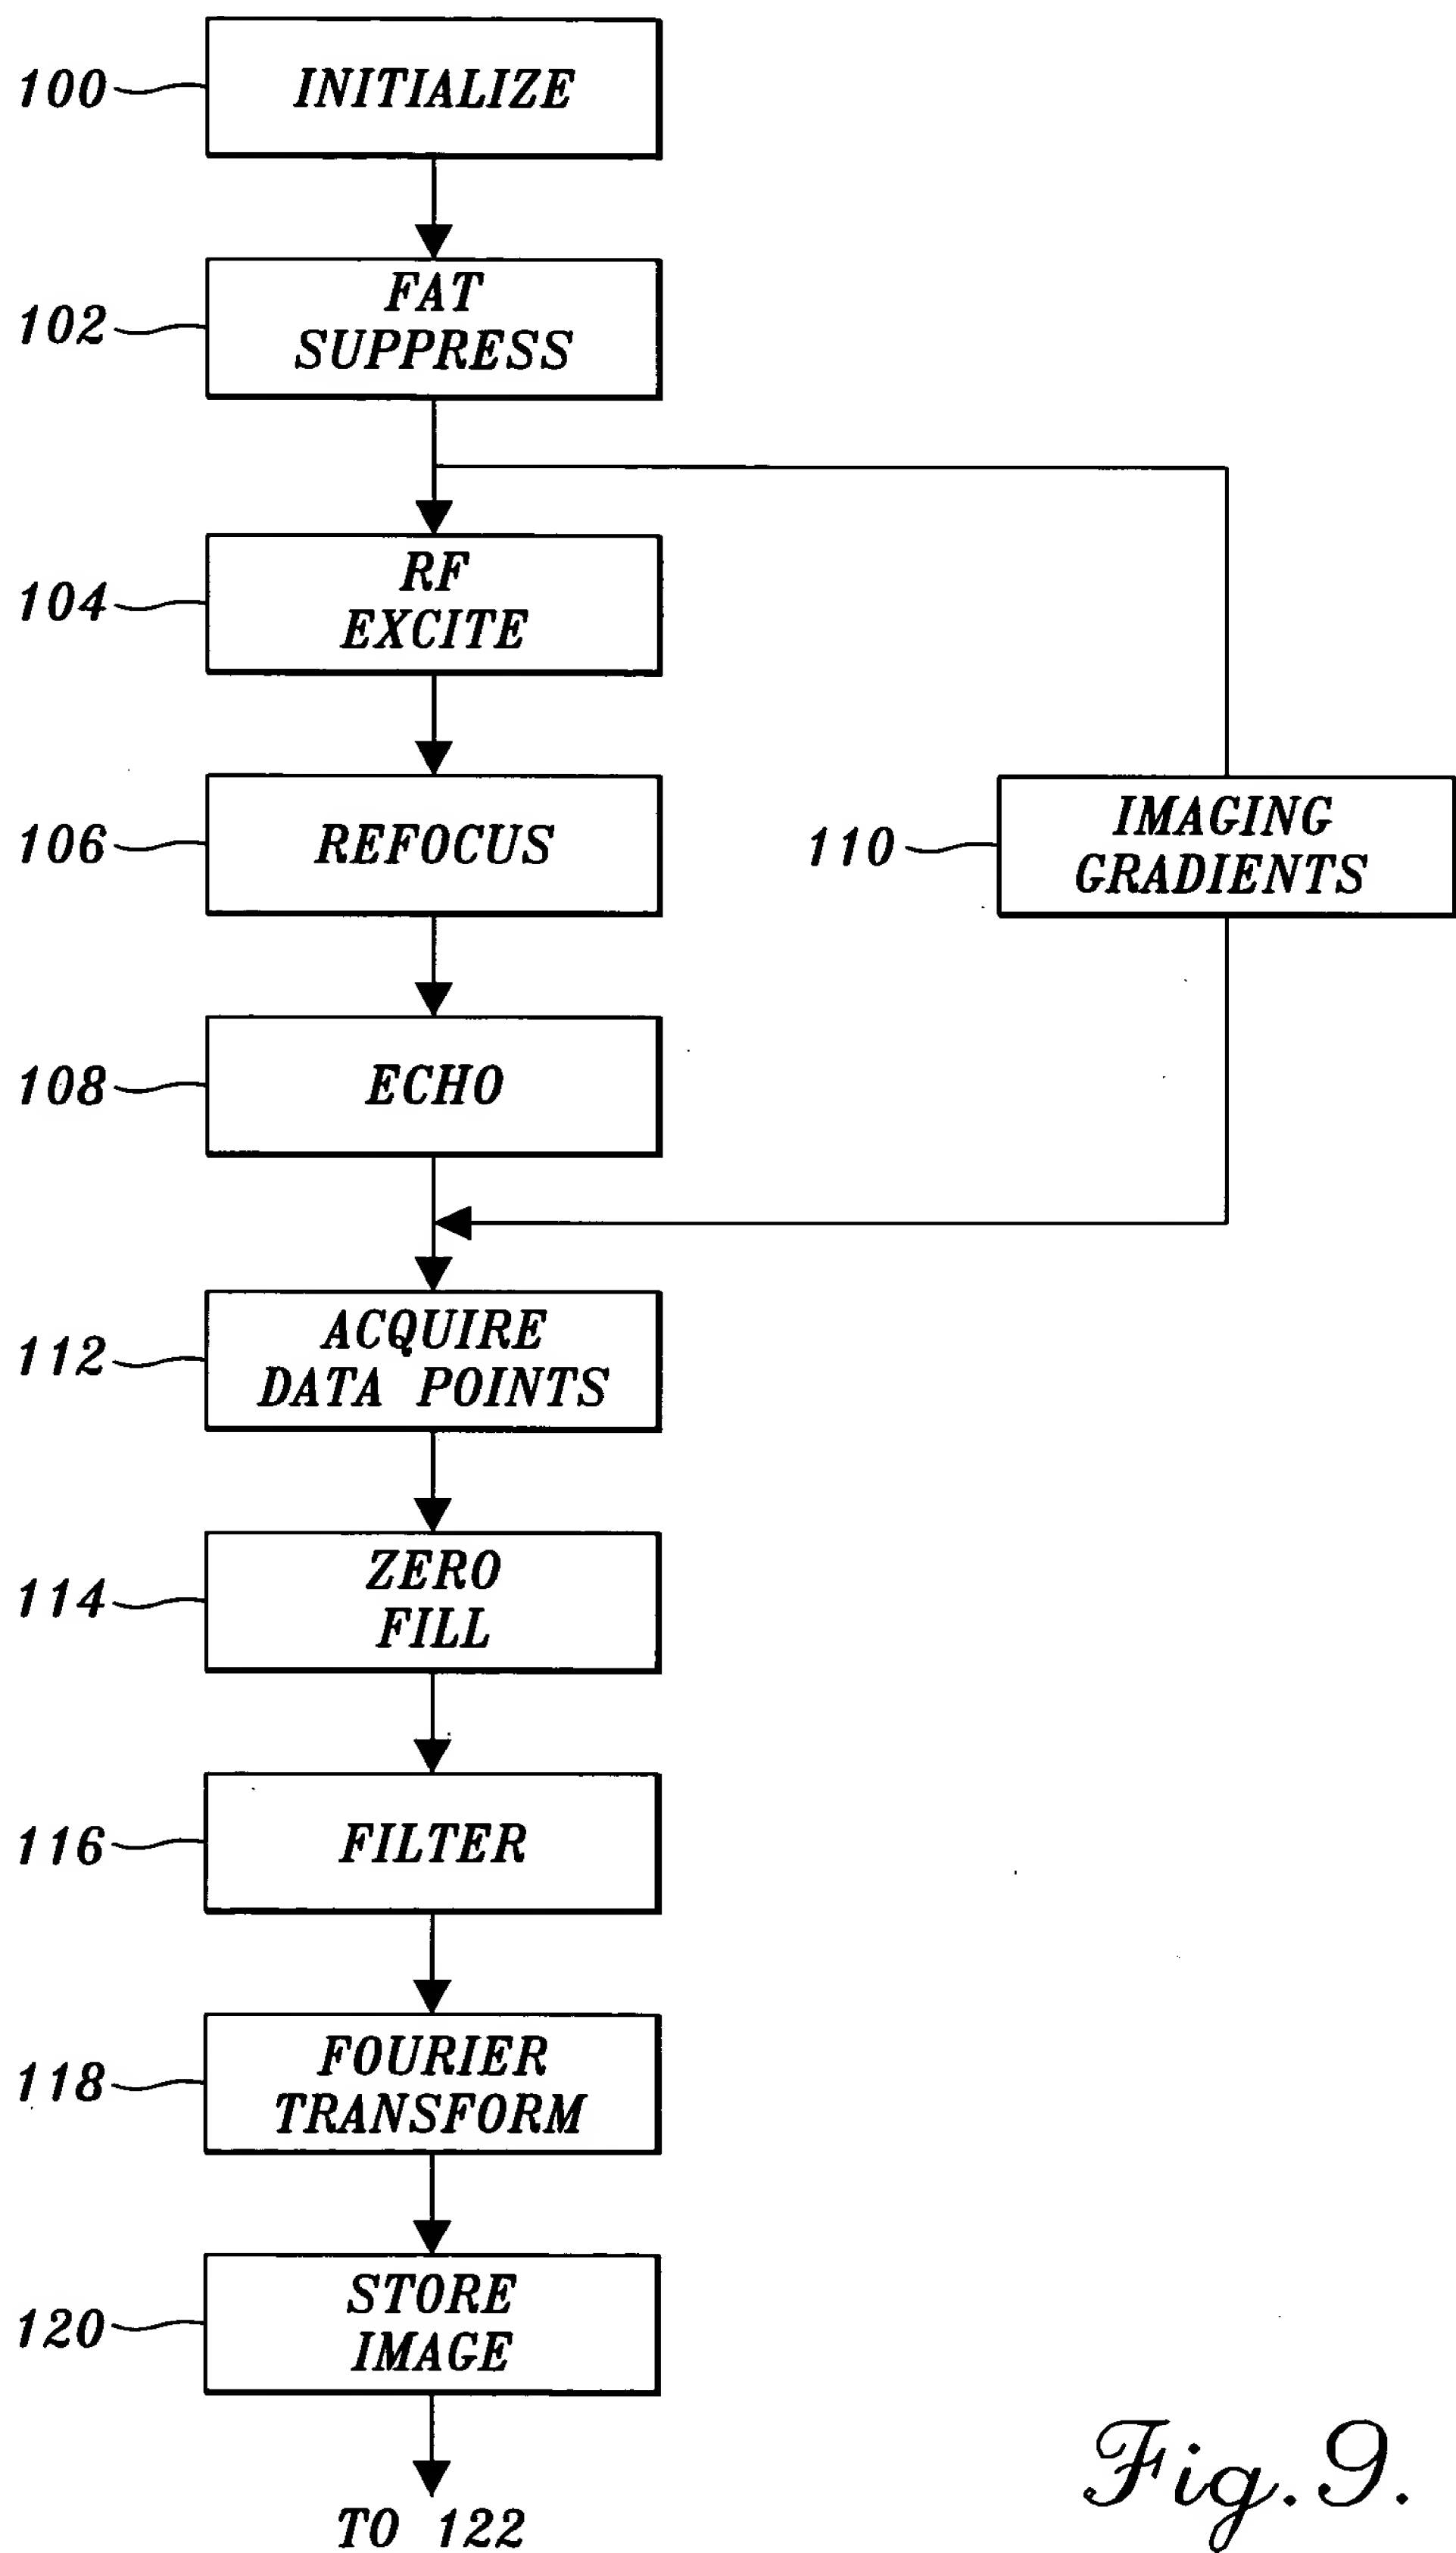 100
INITIALIZE
102
FAT
SUPPRESS
104
RF
EXCITE
106
REFOCUS
110
IMAGING
GRADIENTS
108
ECHO
112
ACQUIRE
DATA POINTS
114
ZERO
FILL
116
FILTER
118
FOURIER
TRANSFORM
120
STORE
IMAGE
TO 122
Fig. 9.